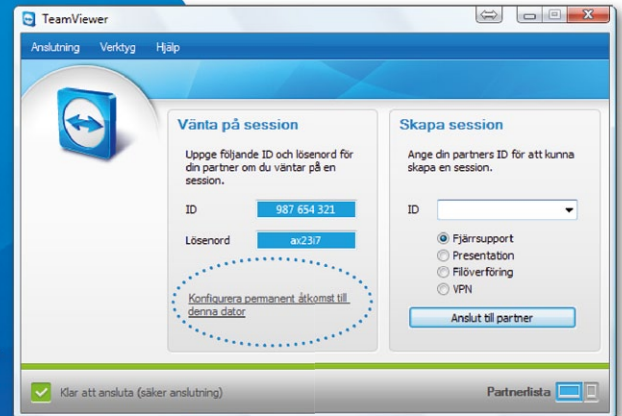 TeamViewer
Anslutning Verktyg Hjälp
Vänta på session
Uppge följande ID och lösenord för
din partner om du väntar på en
session.
ID 987 654 321
Lösenord ax23i7
Konfigurera permanent åtkomst till
denna dator
Skapa session
Ange din partners ID för att kunna
skapa en session.
ID
Fjärrsupport
Presentation
Filöverföring
VPN
Anslut till partner
Klar att ansluta (säker anslutning)
Partnerlista